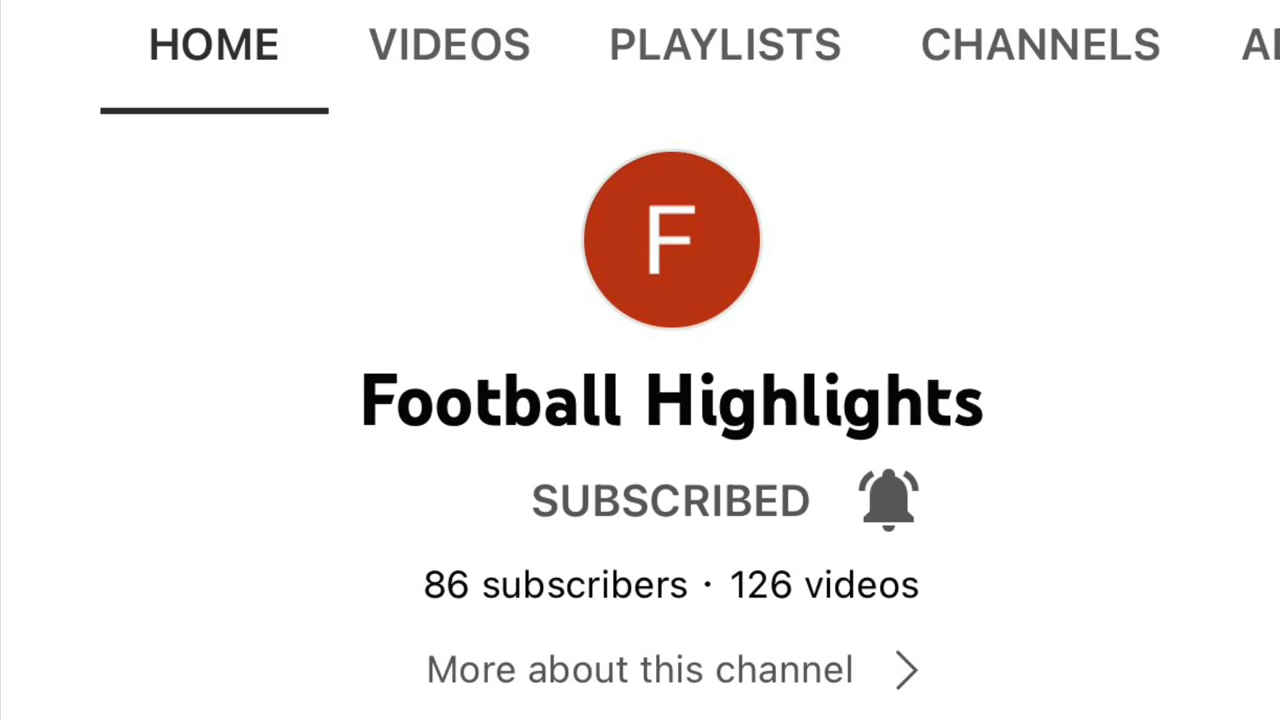 HOME VIDEOS PLAYLISTS CHANNELS
F
Football Highlights
SUBSCRIBED
86 subscribers · 126 videos
More about this channel